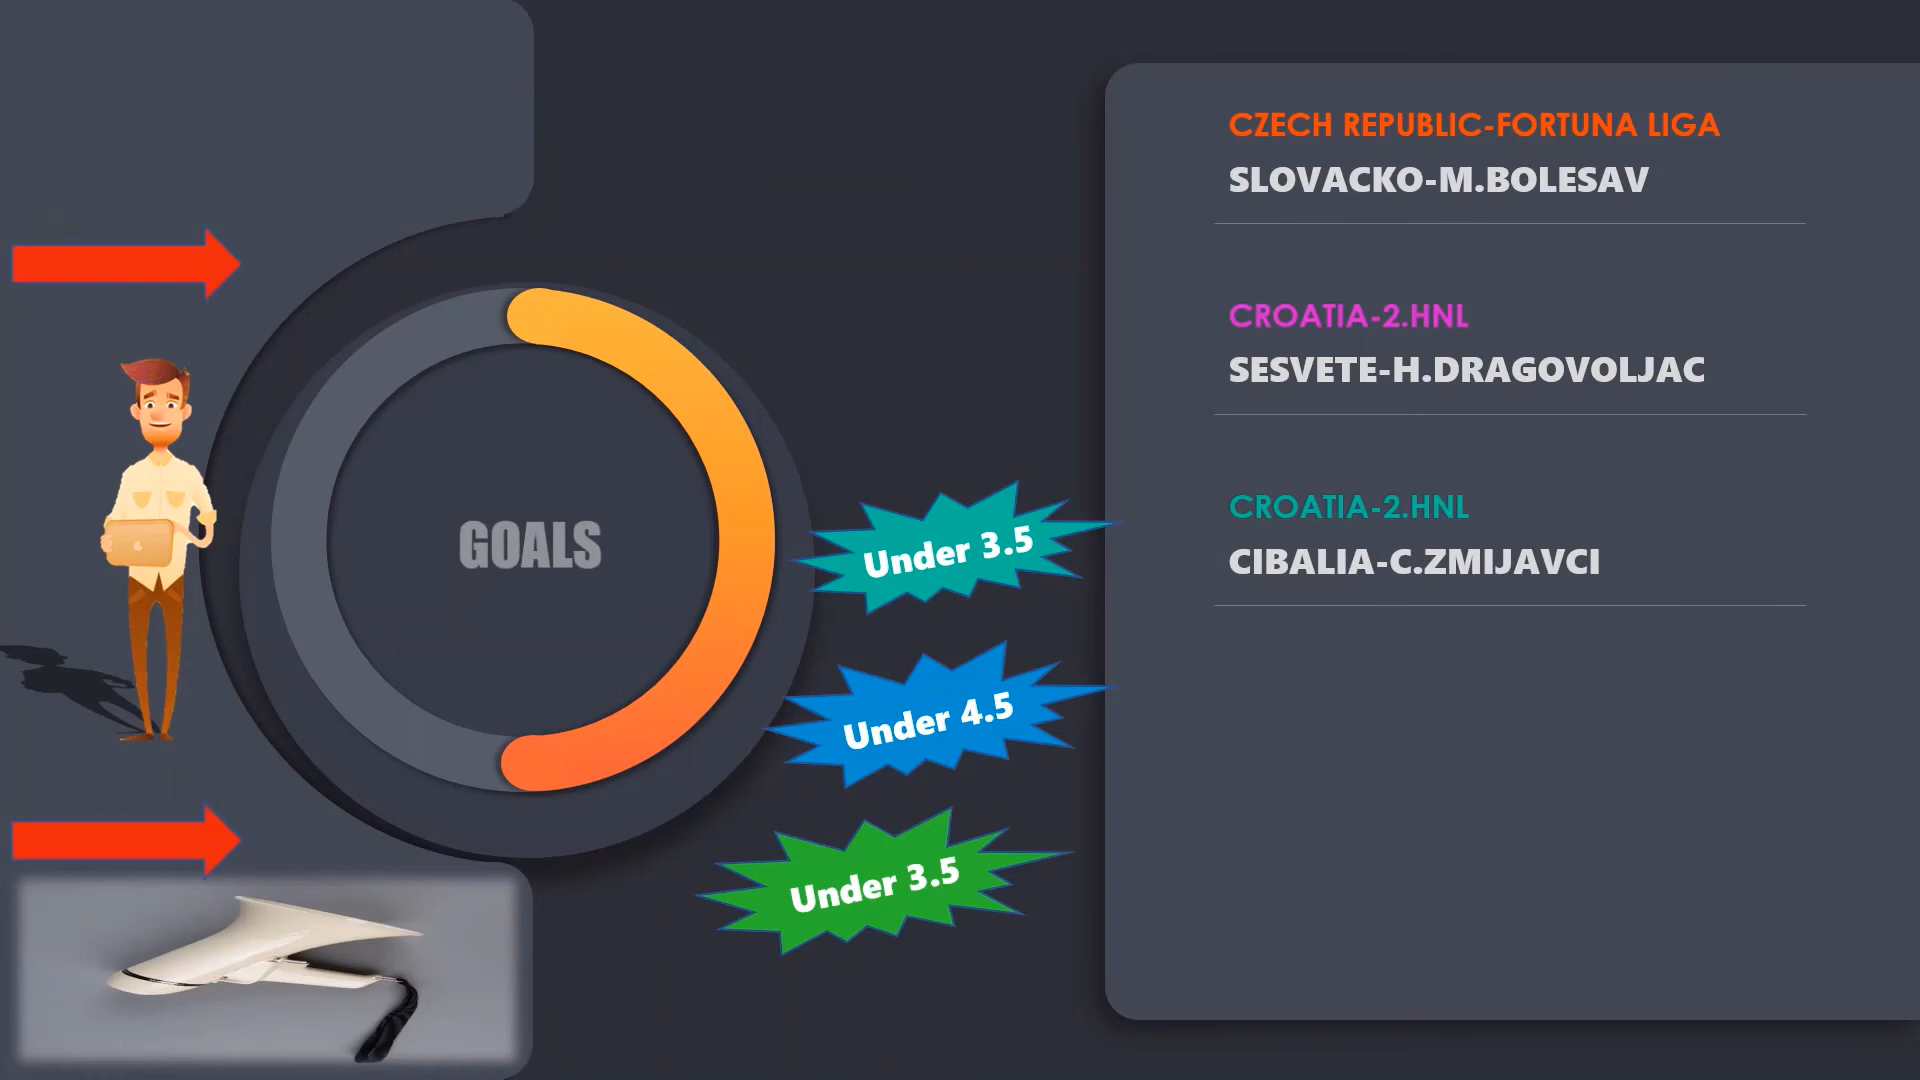 CZECH REPUBLIC-FORTUNA LIGA
SLOVACKO-M.BOLESAV
CROATIA-2.HNL
SESVETE-H.DRAGOVOLJAC
CROATIA-2.HNL
CIBALIA-C.ZMIJAVCI
GOALS
Under 3.5
Under 4.5
Under 3.5